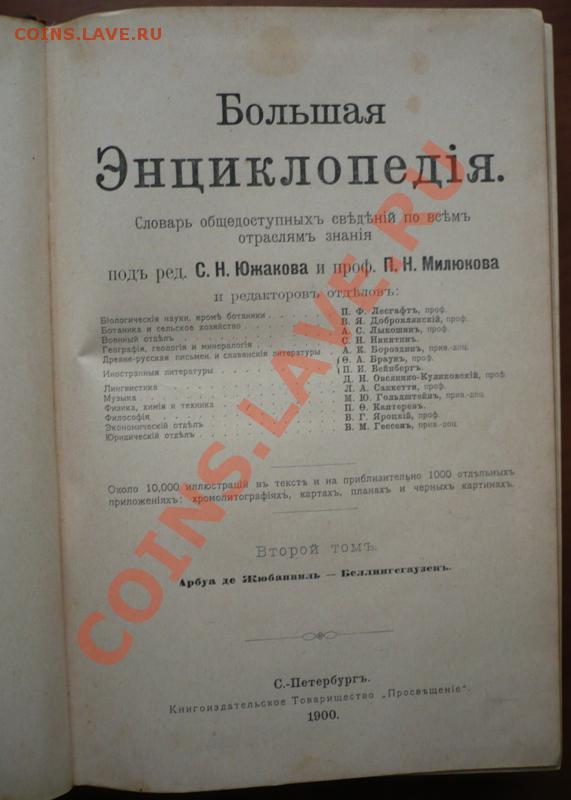 COINS.LAVE.RU
COINS.LAVE.RU
Большая
Энциклопедія.
Словарь общедоступныхъ свѣдѣній по всѣмъ
отраслямъ знанія
подъ ред. С. Н. Южакова и проф. П. Н. Милюкова
и редакторовъ отдѣловъ:
Біологическія науки, кромѣ ботаники . . . . П. Ф. Лесгафтъ, проф.
Ботаника и сельское хозяйство . . . . В. Я. Добровлянскій, проф.
Военный отдѣлъ . . . . А. С. Лыкошинъ, проф.
Географія, геологія и минералогія . . . . С. Н. Никитинъ.
Древне-русская письмен. и славянскія литературы А. К. Бороздинъ, прив.-доц.
Иностранныя литературы . . . . {Ѳ. А. Браунъ, проф.
{П. И. Вейнбергъ.
Лингвистика . . . . Д. Н. Овсянико-Куликовскій, проф.
Музыка . . . . Л. А. Саккетти, проф.
Физика, химія и техника . . . . М. Ю. Гольдштейнъ, прив.-доц.
Философія . . . . П. Ѳ. Каптеревъ.
Экономическій отдѣлъ . . . . В. Г. Яроцкій, проф.
Юридическій отдѣлъ . . . . В. М. Гессенъ, прив.-доц.
Около 10,000 иллюстрацій въ текстѣ и на приблизительно 1000 отдѣльныхъ
приложеніяхъ: хромолитографіяхъ, картахъ, планахъ и черныхъ картинахъ.
Второй томъ.
Арбуа де Жюбанвиль — Беллингсгаузенъ.
С.-Петербургъ.
Книгоиздательское Товарищество „Просвѣщеніе".
1900.
COINS.LAVE.RU